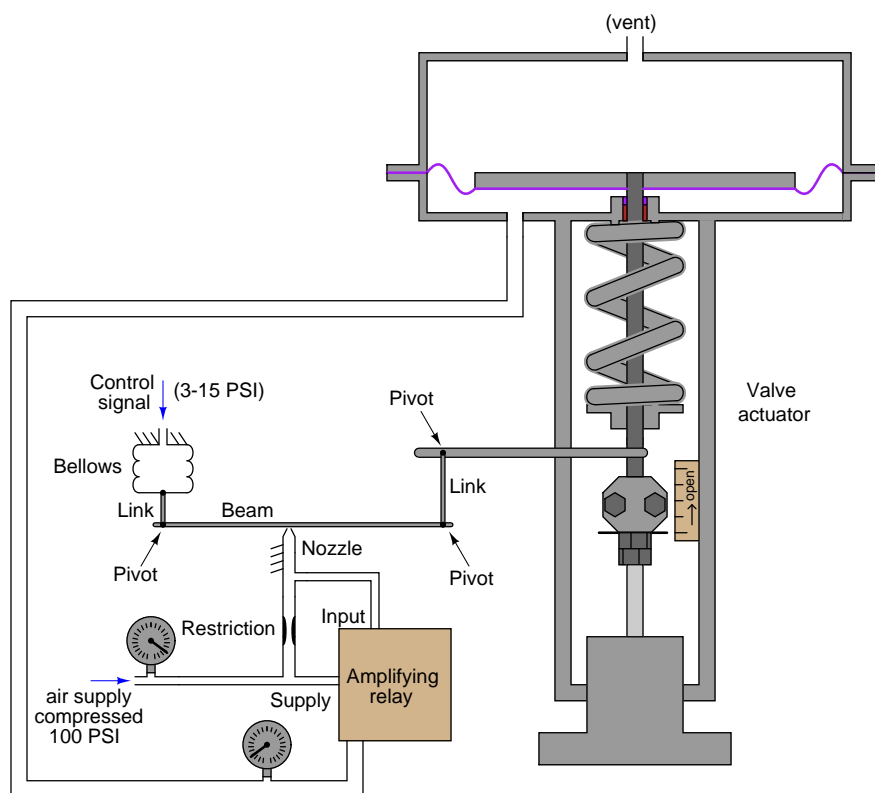 (vent)
Control
signal
(3-15 PSI)
Bellows
Link
Beam
Pivot
Nozzle
Pivot
Link
Pivot
Valve
actuator
open
Restriction
Input
Amplifying
relay
Supply
air supply
compressed
100 PSI